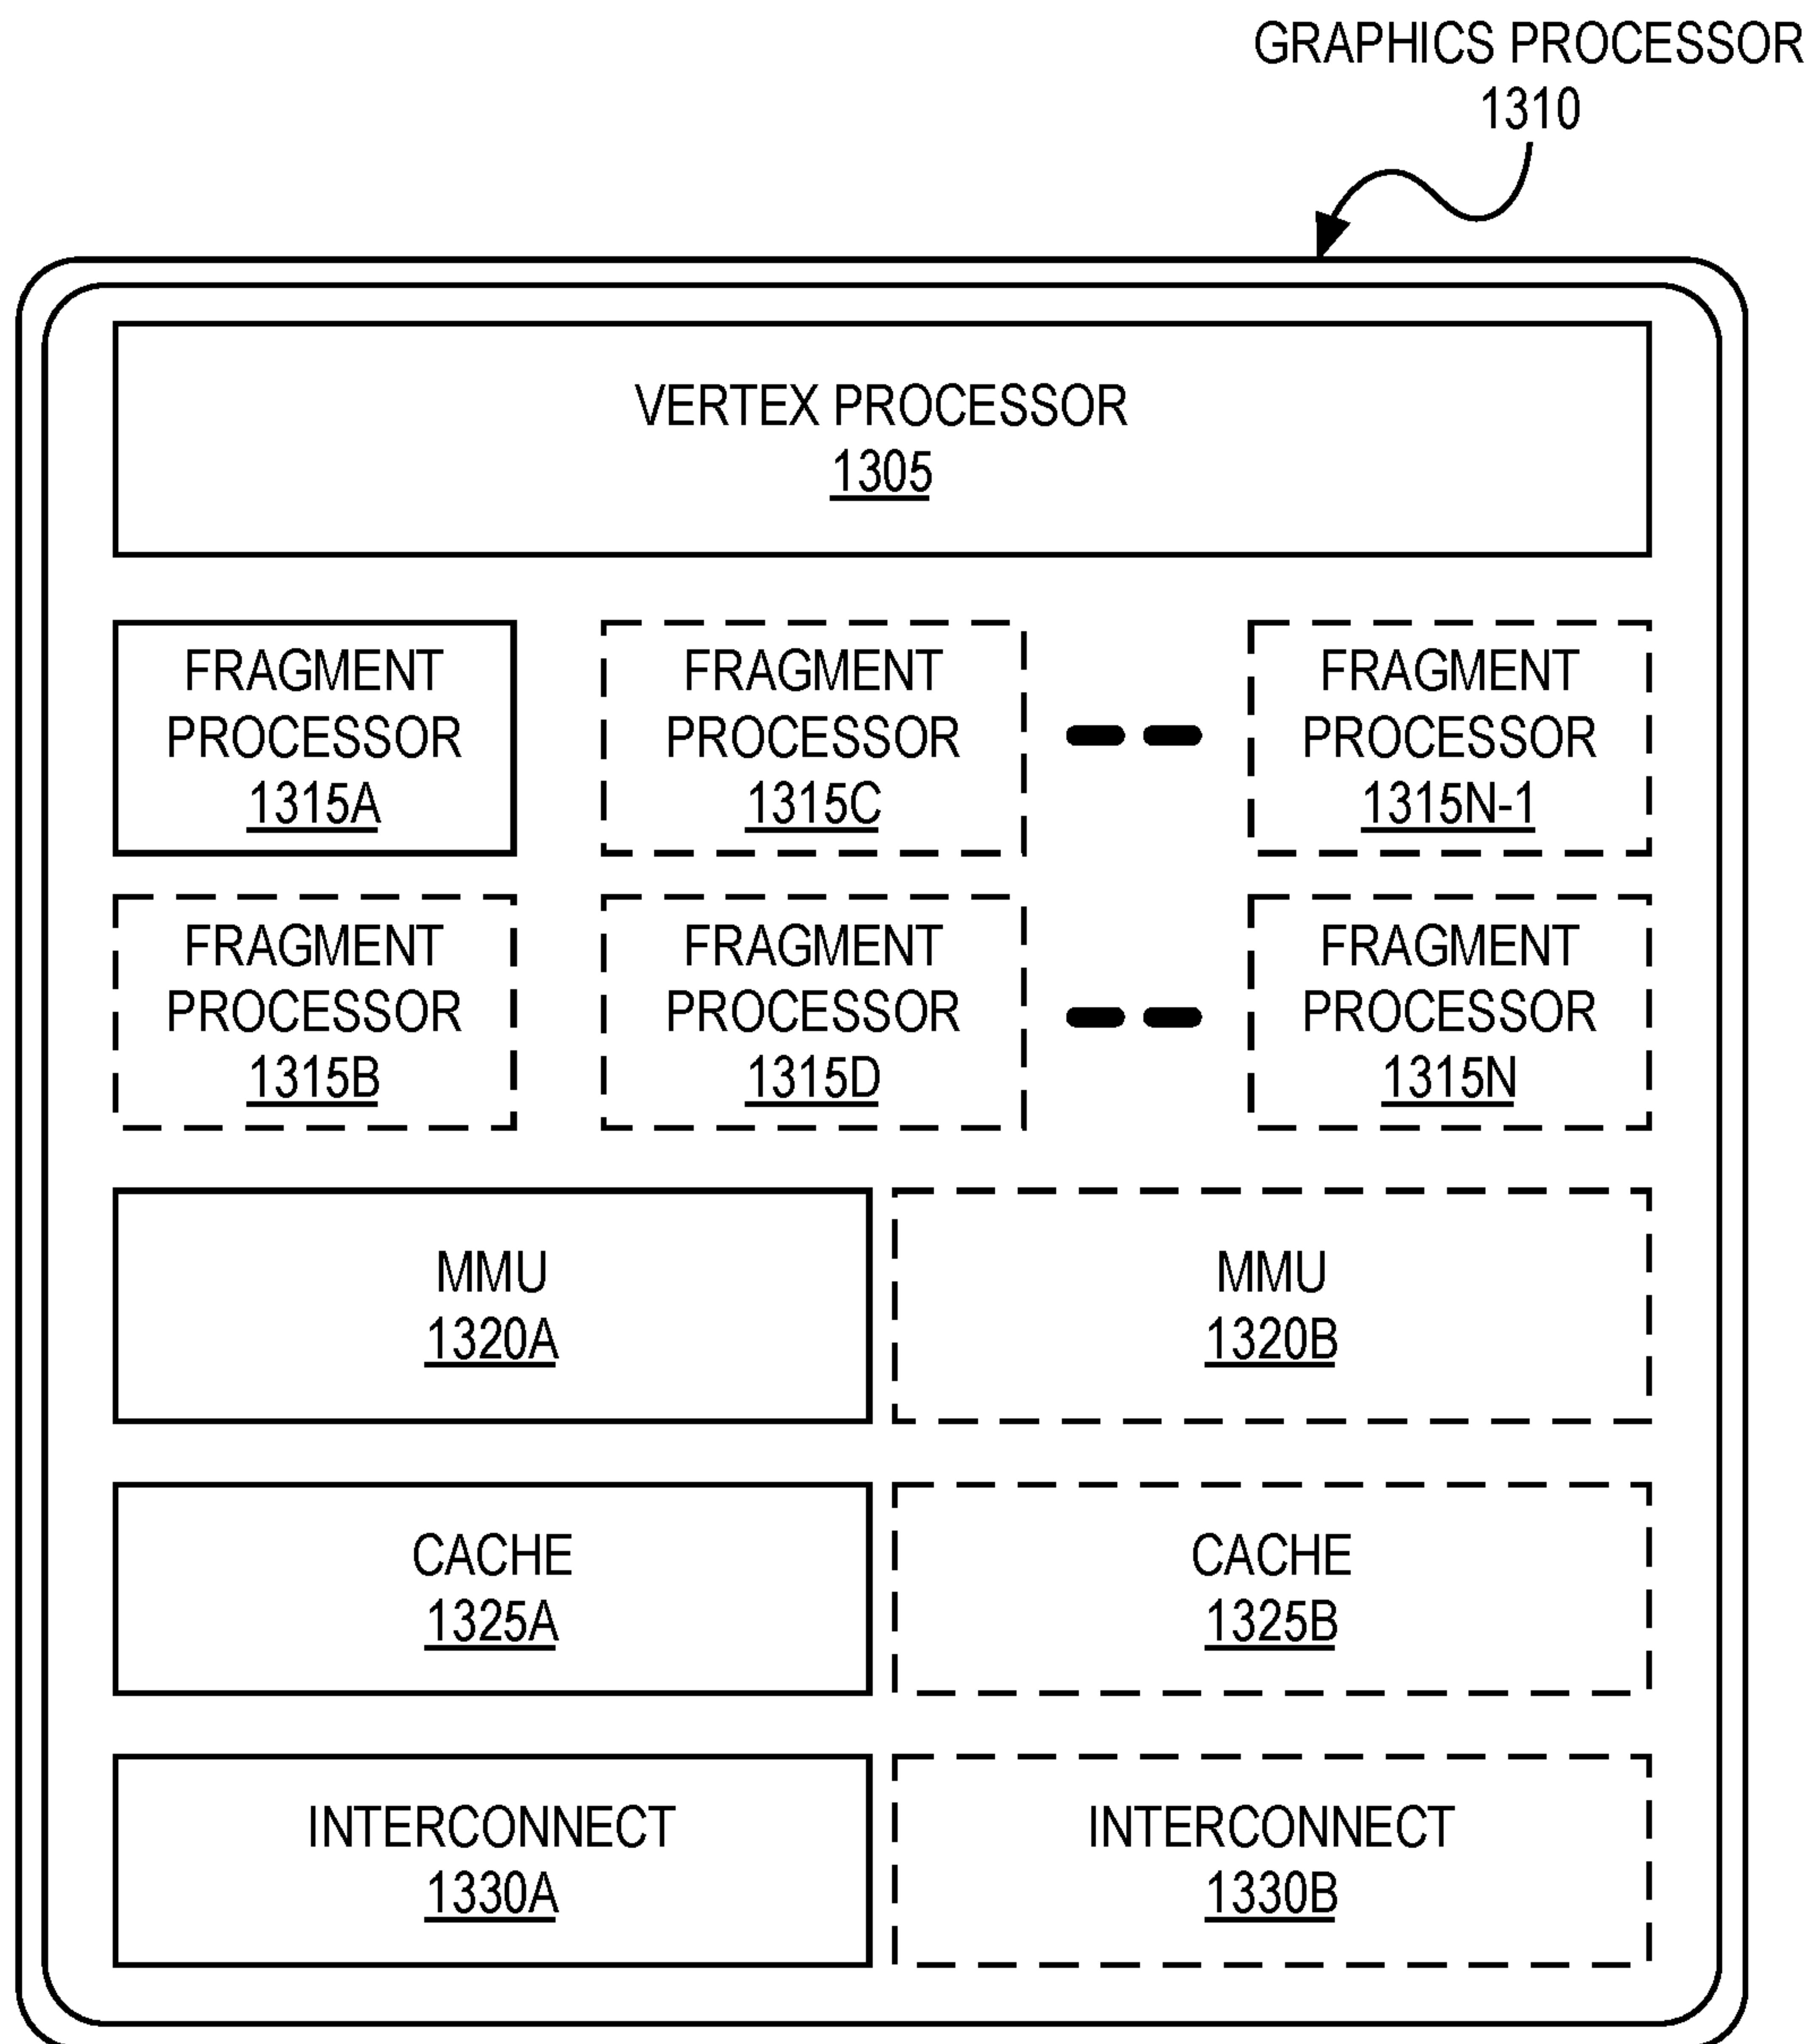 GRAPHICS PROCESSOR
1310
VERTEX PROCESSOR
1305
FRAGMENT
PROCESSOR
1315A
FRAGMENT
PROCESSOR
1315C
FRAGMENT
PROCESSOR
1315N-1
FRAGMENT
PROCESSOR
1315B
FRAGMENT
PROCESSOR
1315D
FRAGMENT
PROCESSOR
1315N
MMU
1320A
MMU
1320B
CACHE
1325A
CACHE
1325B
INTERCONNECT
1330A
INTERCONNECT
1330B